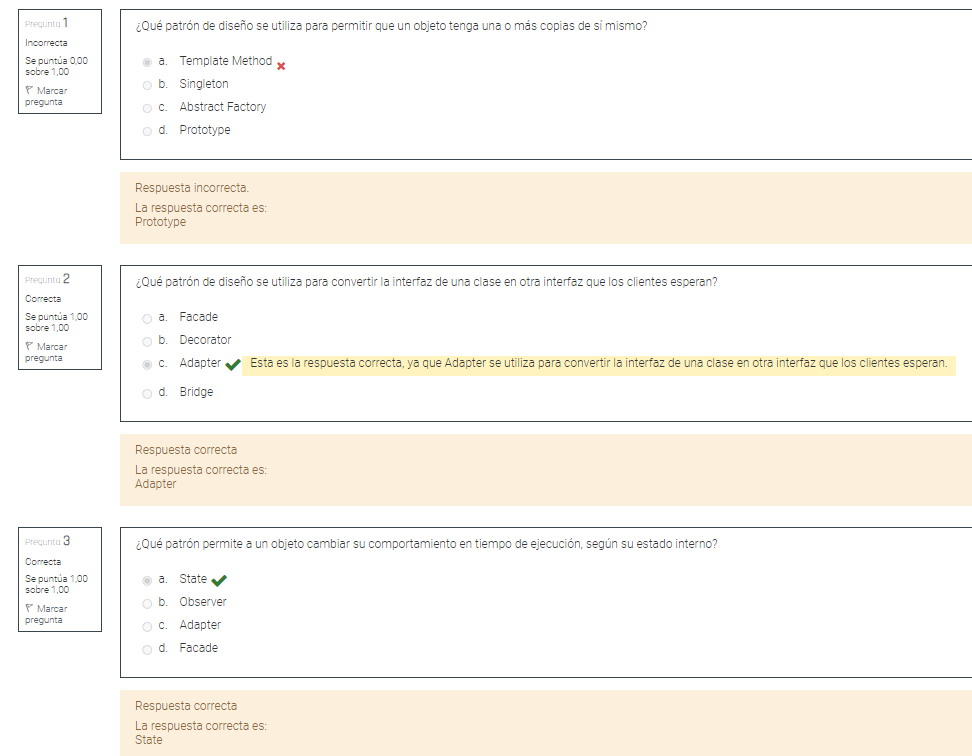 Pregunta 1
Incorrecta
Se puntúa 0,00
sobre 1,00
Marcar
pregunta
¿Qué patrón de diseño se utiliza para permitir que un objeto tenga una o más copias de sí mismo?
a. Template Method
b. Singleton
c. Abstract Factory
d. Prototype
Respuesta incorrecta.
La respuesta correcta es:
Prototype
Pregunta 2
Correcta
Se puntúa 1,00
sobre 1,00
Marcar
pregunta
¿Qué patrón de diseño se utiliza para convertir la interfaz de una clase en otra interfaz que los clientes esperan?
a. Facade
b. Decorator
c. Adapter Esta es la respuesta correcta, ya que Adapter se utiliza para convertir la interfaz de una clase en otra interfaz que los clientes esperan.
d. Bridge
Respuesta correcta
La respuesta correcta es:
Adapter
Pregunta 3
Correcta
Se puntúa 1,00
sobre 1,00
Marcar
pregunta
¿Qué patrón permite a un objeto cambiar su comportamiento en tiempo de ejecución, según su estado interno?
a. State
b. Observer
c. Adapter
d. Facade
Respuesta correcta
La respuesta correcta es:
State